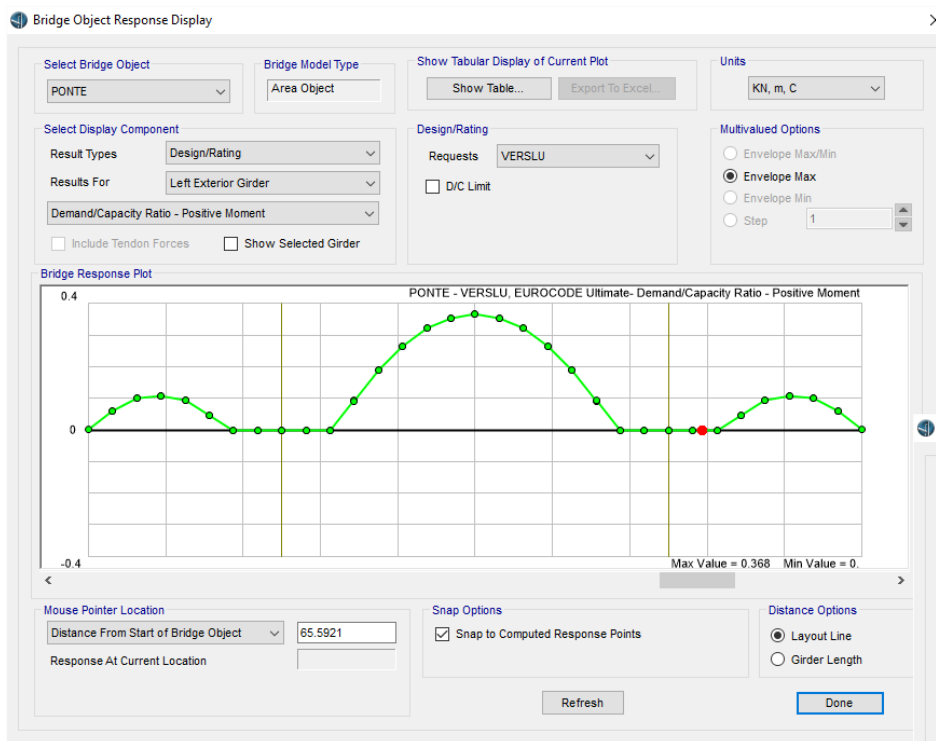 Bridge Object Response Display
Select Bridge Object
PONTE
Bridge Model Type
Area Object
Show Tabular Display of Current Plot
Show Table...
Export To Excel...
Units
KN, m, C
Select Display Component
Result Types
Design/Rating
Results For
Left Exterior Girder
Demand/Capacity Ratio - Positive Moment
Include Tendon Forces
Show Selected Girder
Design/Rating
Requests
VERSLU
D/C Limit
Multivalued Options
Envelope Max/Min
Envelope Max
Envelope Min
Step
1
Bridge Response Plot
0.4
PONTE - VERSLU, EUROCODE Ultimate- Demand/Capacity Ratio - Positive Moment
0
-0.4
Max Value = 0.368 Min Value = 0.
Mouse Pointer Location
Distance From Start of Bridge Object
65.5921
Response At Current Location
Snap Options
Snap to Computed Response Points
Distance Options
Layout Line
Girder Length
Refresh
Done